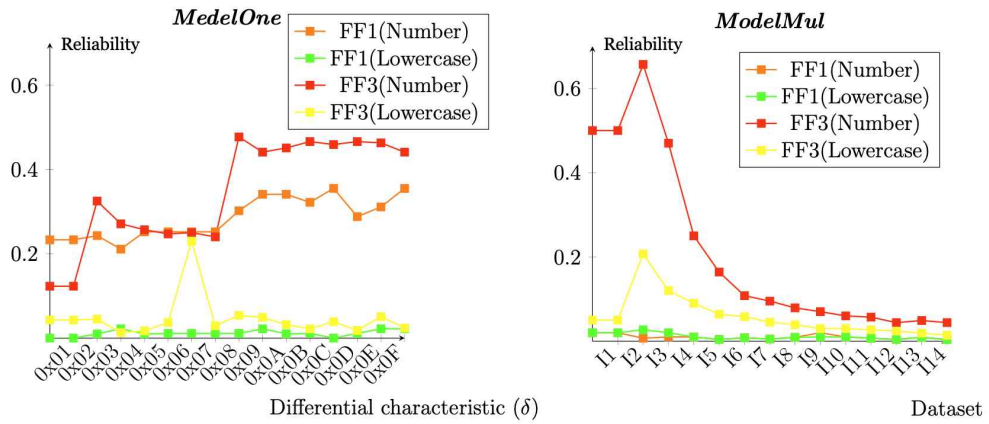 MedelOne
Reliability
FF1(Number)
FF1(Lowercase)
FF3(Number)
FF3(Lowercase)
0.6
0.4
0.2
0x01
0x02
0x03
0x04
0x05
0x06
0x07
0x08
0x09
0x0A
0x0B
0x0C
0x0D
0x0E
0x0F
Differential characteristic (δ)
ModelMul
Reliability
FF1(Number)
FF1(Lowercase)
FF3(Number)
FF3(Lowercase)
0.6
0.4
0.2
I1
I2
I3
I4
I5
I6
I7
I8
I9
I10
I11
I12
I13
I14
Dataset